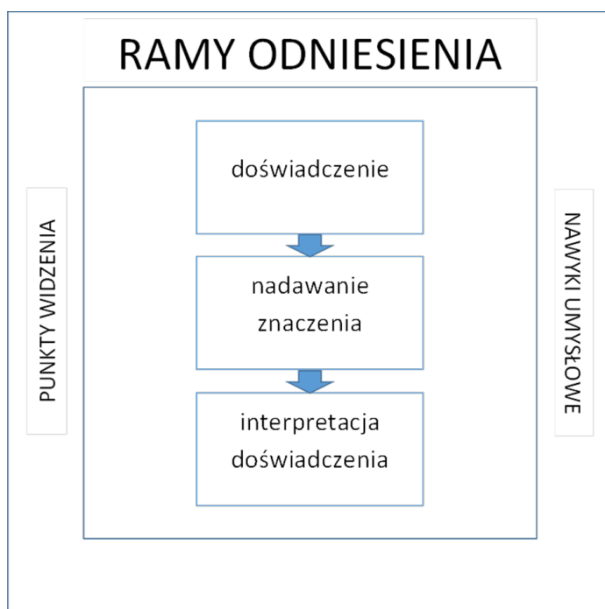 RAMY ODNIESIENIA
PUNKTY WIDZENIA
doświadczenie
nadawanie
znaczenia
interpretacja
doświadczenia
NAWYKI UMYSŁOWE